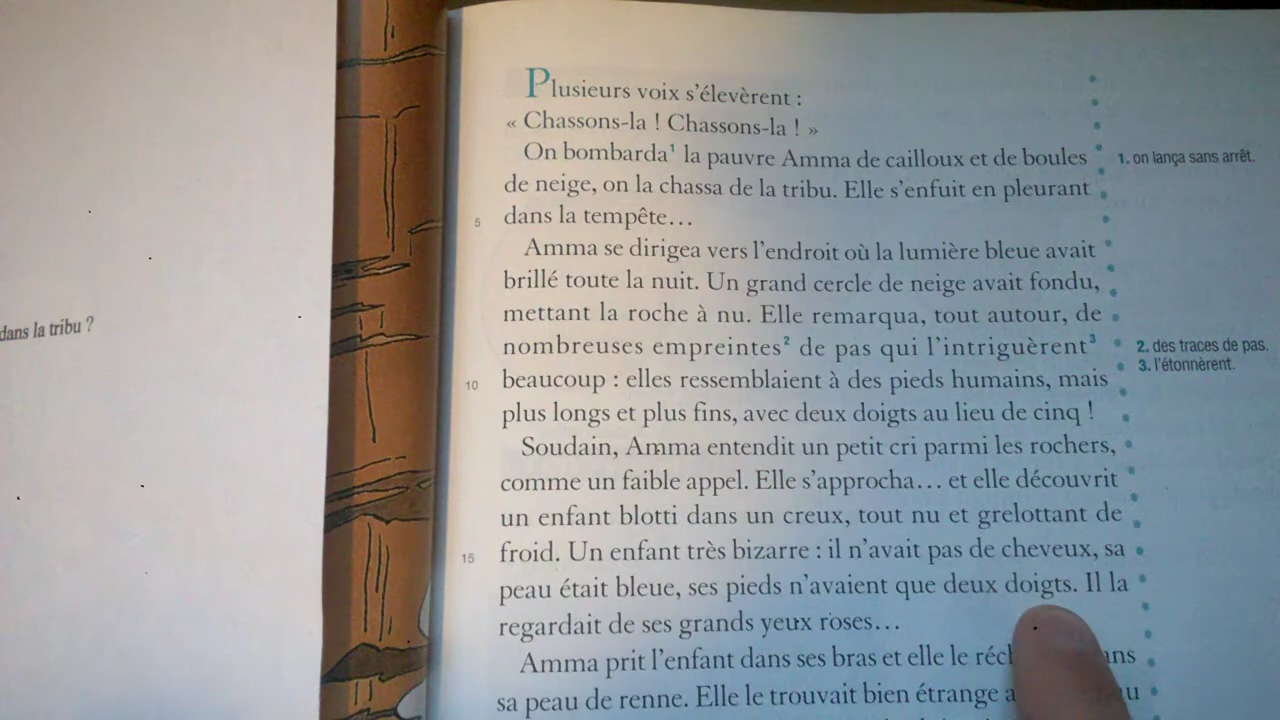 dans la tribu ?
Plusieurs voix s'élevèrent :
« Chassons-la ! Chassons-la ! »
On bombarda¹ la pauvre Amma de cailloux et de boules
1. on lança sans arrêt.
de neige, on la chassa de la tribu. Elle s'enfuit en pleurant
5 dans la tempête...
Amma se dirigea vers l'endroit où la lumière bleue avait
brillé toute la nuit. Un grand cercle de neige avait fondu,
mettant la roche à nu. Elle remarqua, tout autour, de
nombreuses empreintes² de pas qui l'intriguèrent³
2. des traces de pas.
3. l'étonnèrent.
10 beaucoup : elles ressemblaient à des pieds humains, mais
plus longs et plus fins, avec deux doigts au lieu de cinq !
Soudain, Amma entendit un petit cri parmi les rochers,
comme un faible appel. Elle s'approcha... et elle découvrit
un enfant blotti dans un creux, tout nu et grelottant de
15 froid. Un enfant très bizarre : il n'avait pas de cheveux, sa
peau était bleue, ses pieds n'avaient que deux doigts. Il la
regardait de ses grands yeux roses...
Amma prit l'enfant dans ses bras et elle le
sa peau de renne. Elle le trouvait bien étrange